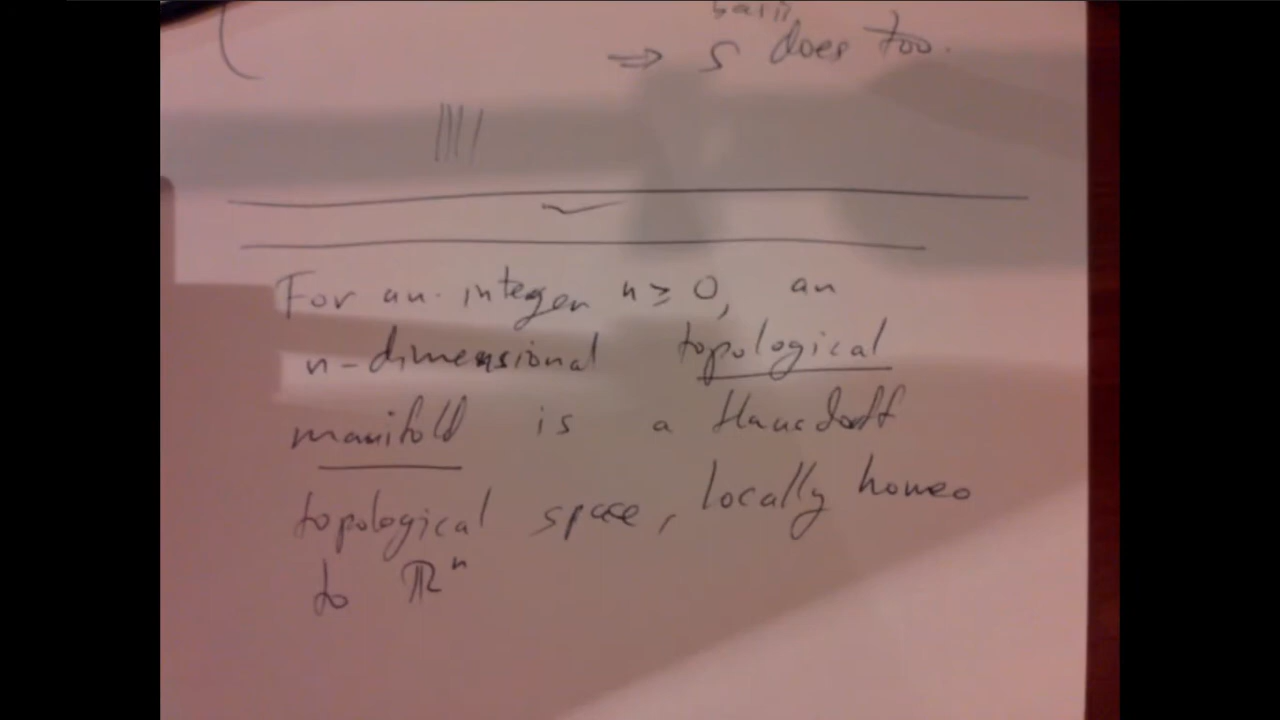 ⇒ S does too.
For an integer n ≥ 0, an
n-dimensional topological
manifold is a Hausdorff
topological space, locally homeo
to ℝⁿ